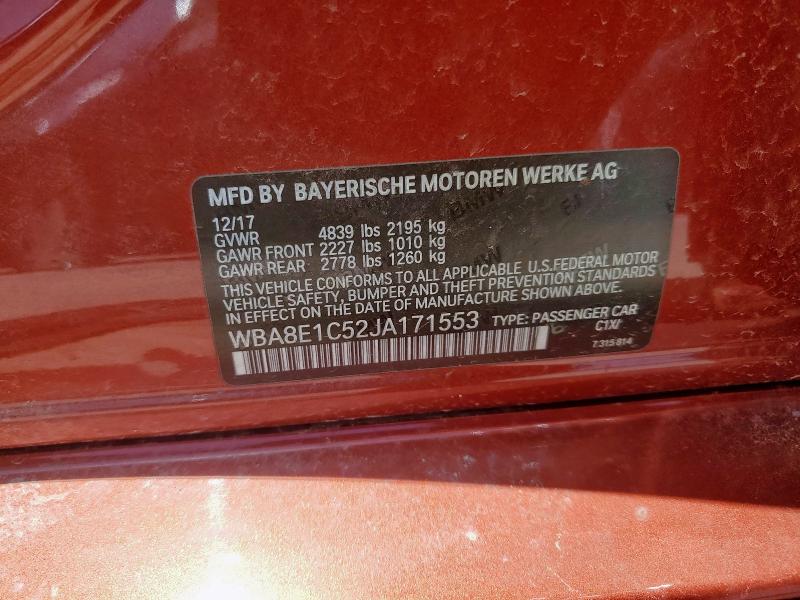 MFD BY BAYERISCHE MOTOREN WERKE AG
12/17
GVWR 4839 lbs 2195 kg
GAWR FRONT 2227 lbs 1010 kg
GAWR REAR 2778 lbs 1260 kg
THIS VEHICLE CONFORMS TO ALL APPLICABLE U.S.FEDERAL MOTOR
VEHICLE SAFETY, BUMPER AND THEFT PREVENTION STANDARDS
IN EFFECT ON THE DATE OF MANUFACTURE SHOWN ABOVE.
WBA8E1C52JA171553 TYPE: PASSENGER CAR
C1X/
7 315 814